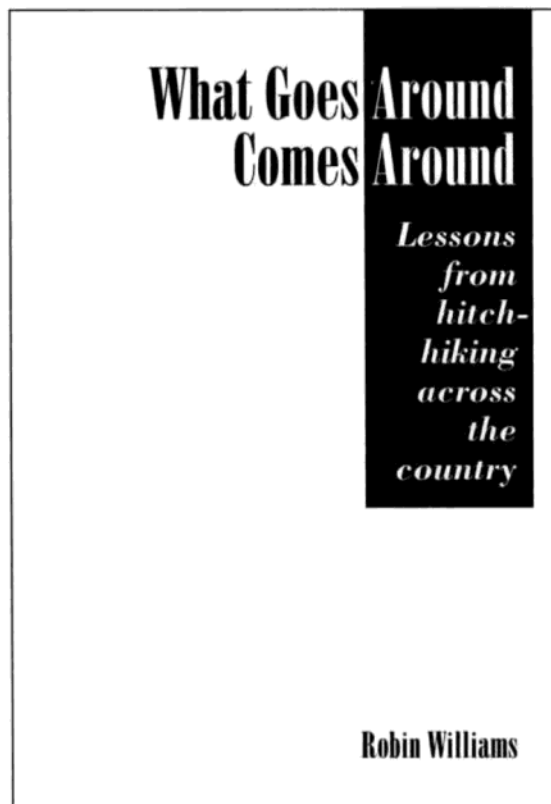 What Goes Around
Comes Around
Lessons
from
hitch-
hiking
across
the
country
Robin Williams